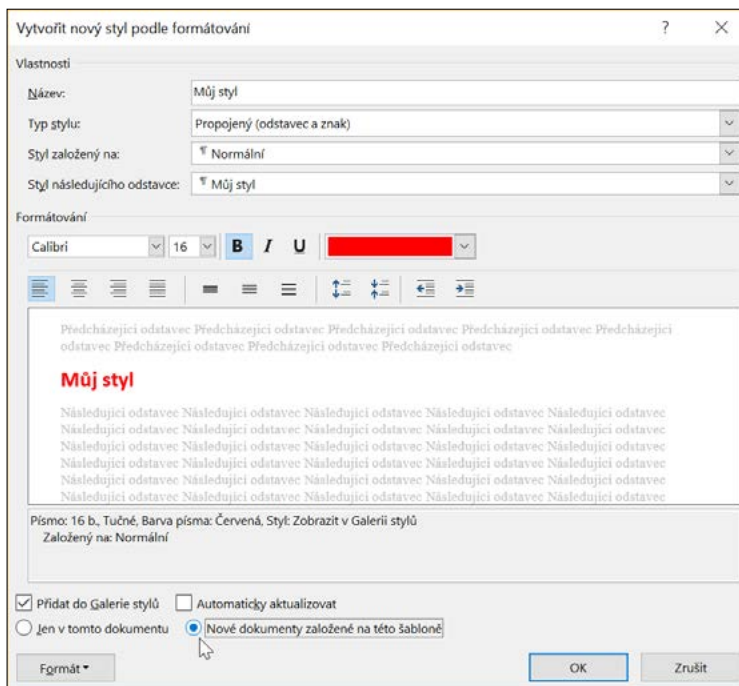 Vytvořit nový styl podle formátování
Vlastnosti
Název: Můj styl
Typ stylu: Propojený (odstavec a znak)
Styl založený na: ¶ Normální
Styl následujícího odstavce: ¶ Můj styl
Formátování
Calibri 16 B I U
Předcházející odstavec Předcházející odstavec Předcházející odstavec Předcházející odstavec Předcházející
odstavec Předcházející odstavec Předcházející odstavec Předcházející odstavec
Můj styl
Následující odstavec Následující odstavec Následující odstavec Následující odstavec Následující odstavec
Následující odstavec Následující odstavec Následující odstavec Následující odstavec Následující odstavec
Následující odstavec Následující odstavec Následující odstavec Následující odstavec Následující odstavec
Následující odstavec Následující odstavec Následující odstavec Následující odstavec Následující odstavec
Následující odstavec Následující odstavec Následující odstavec Následující odstavec Následující odstavec
Následující odstavec Následující odstavec Následující odstavec Následující odstavec Následující odstavec
Písmo: 16 b., Tučné, Barva písma: Červená, Styl: Zobrazit v Galerii stylů
Založený na: Normální
Přidat do Galerie stylů Automaticky aktualizovat
Jen v tomto dokumentu Nové dokumenty založené na této šabloně
Formát OK Zrušit